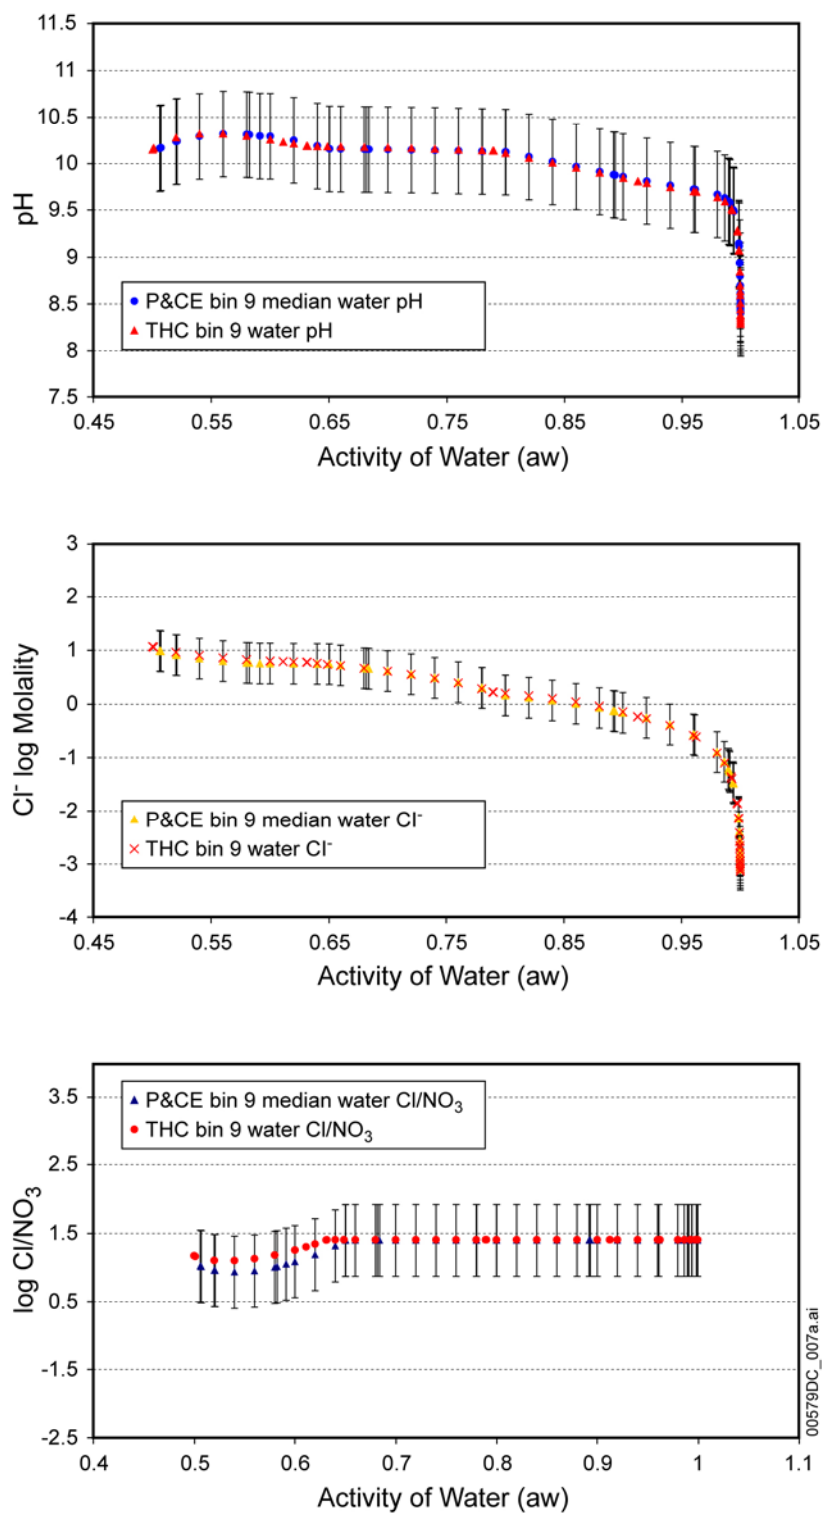 11.5
11
10.5
10
9.5
9
8.5
8
7.5
pH
P&CE bin 9 median water pH
THC bin 9 water pH
0.45 0.55 0.65 0.75 0.85 0.95 1.05
Activity of Water (aw)
3
2
1
0
-1
-2
-3
-4
Cl⁻ log Molality
P&CE bin 9 median water Cl⁻
THC bin 9 water Cl⁻
0.45 0.55 0.65 0.75 0.85 0.95 1.05
Activity of Water (aw)
3.5
2.5
1.5
0.5
-1.5
-1.5
-2.5
log Cl/NO₃
P&CE bin 9 median water Cl/NO₃
THC bin 9 water Cl/NO₃
0.4 0.5 0.6 0.7 0.8 0.9 1 1.1
Activity of Water (aw)
00579DC_007a.ai